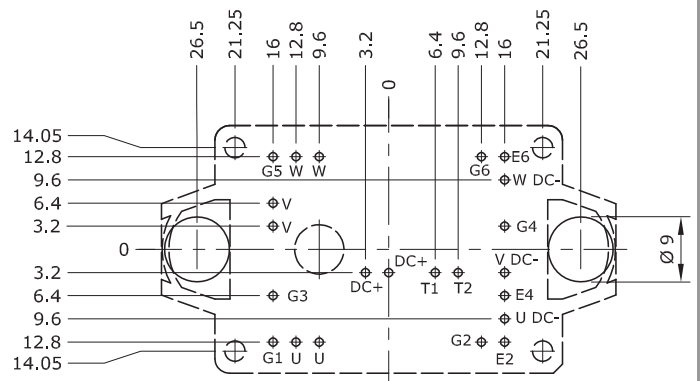 26.5 21.25 16 12.8 9.6 3.2 0 6.4 9.6 12.8 16 21.25 26.5
14.05
12.8 G5 W W G6 E6
9.6 W DC-
6.4 V
3.2 V G4
0 DC+ V DC- Ø 9
3.2 DC+ T1 T2
6.4 G3 E4
9.6 U DC-
12.8 G1 U U G2 E2
14.05